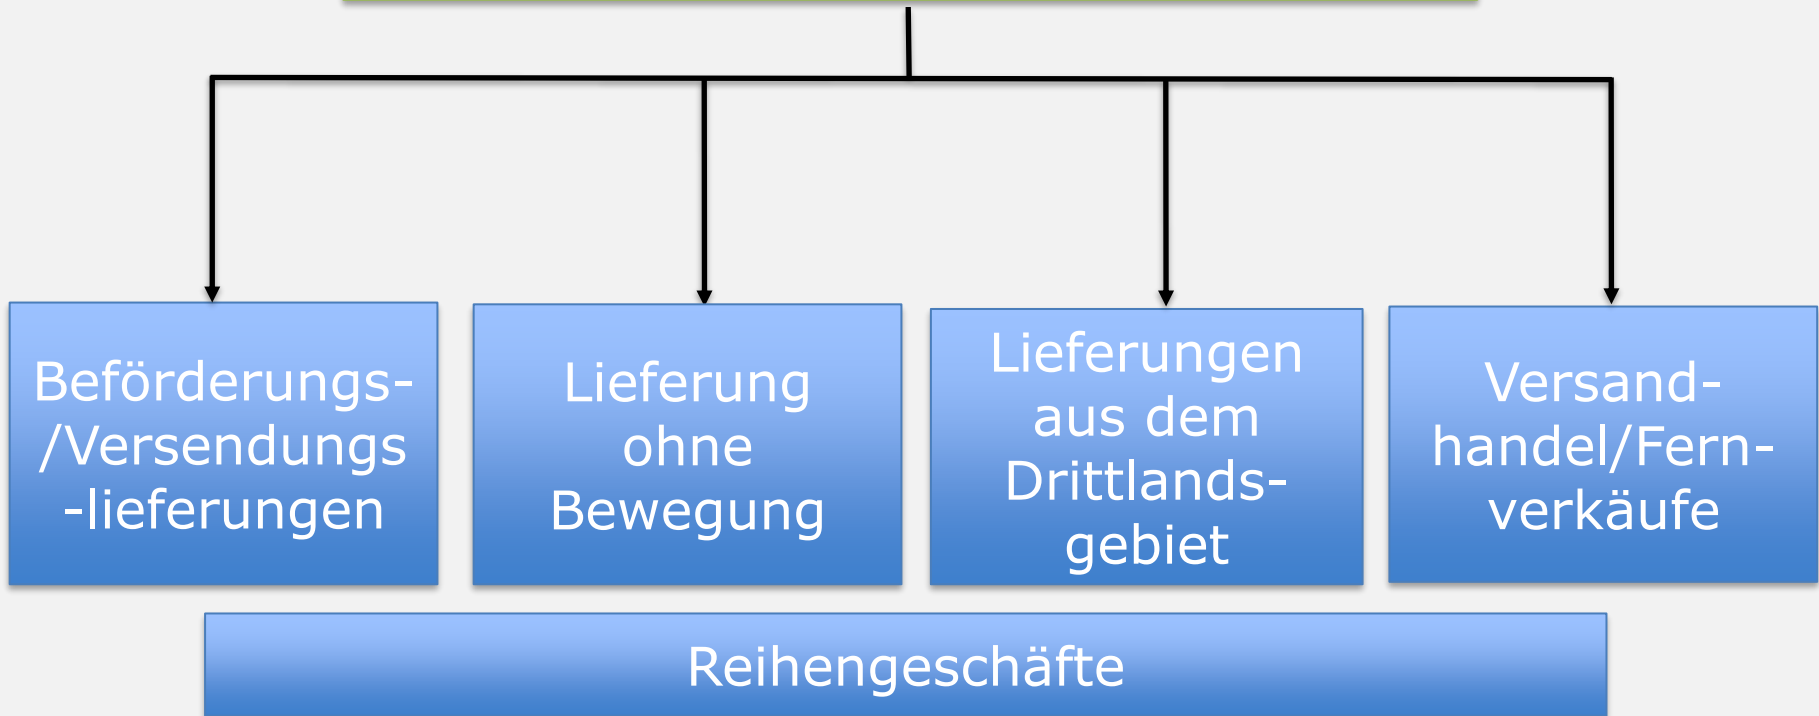 Beförderungs-
/Versendungs
-lieferungen
Lieferung
ohne
Bewegung
Lieferungen
aus dem
Drittlands-
gebiet
Versand-
handel/Fern-
verkäufe
Reihengeschäfte